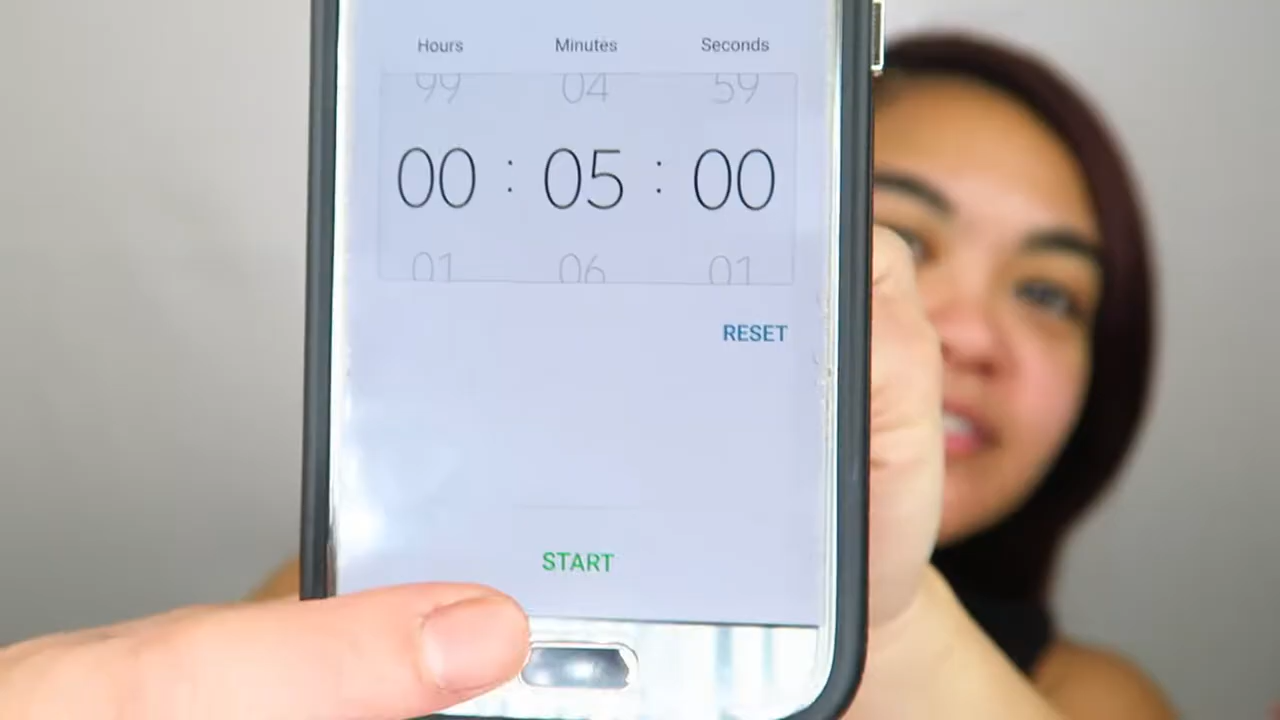 Hours Minutes Seconds
99 04 59
00 : 05 : 00
01 06 01
RESET
START